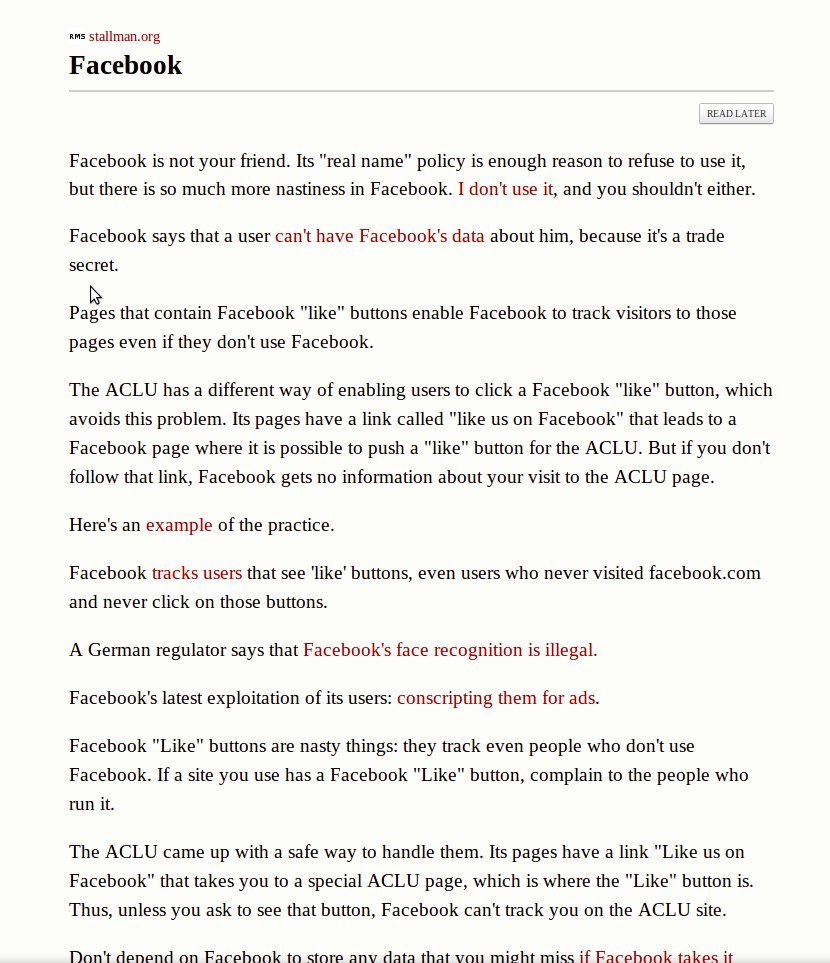 RMS stallman.org
Facebook
READ LATER
Facebook is not your friend. Its "real name" policy is enough reason to refuse to use it,
but there is so much more nastiness in Facebook. I don't use it, and you shouldn't either.
Facebook says that a user can't have Facebook's data about him, because it's a trade
secret.
Pages that contain Facebook "like" buttons enable Facebook to track visitors to those
pages even if they don't use Facebook.
The ACLU has a different way of enabling users to click a Facebook "like" button, which
avoids this problem. Its pages have a link called "like us on Facebook" that leads to a
Facebook page where it is possible to push a "like" button for the ACLU. But if you don't
follow that link, Facebook gets no information about your visit to the ACLU page.
Here's an example of the practice.
Facebook tracks users that see 'like' buttons, even users who never visited facebook.com
and never click on those buttons.
A German regulator says that Facebook's face recognition is illegal.
Facebook's latest exploitation of its users: conscripting them for ads.
Facebook "Like" buttons are nasty things: they track even people who don't use
Facebook. If a site you use has a Facebook "Like" button, complain to the people who
run it.
The ACLU came up with a safe way to handle them. Its pages have a link "Like us on
Facebook" that takes you to a special ACLU page, which is where the "Like" button is.
Thus, unless you ask to see that button, Facebook can't track you on the ACLU site.
Don't depend on Facebook to store any data that you might miss if Facebook takes it